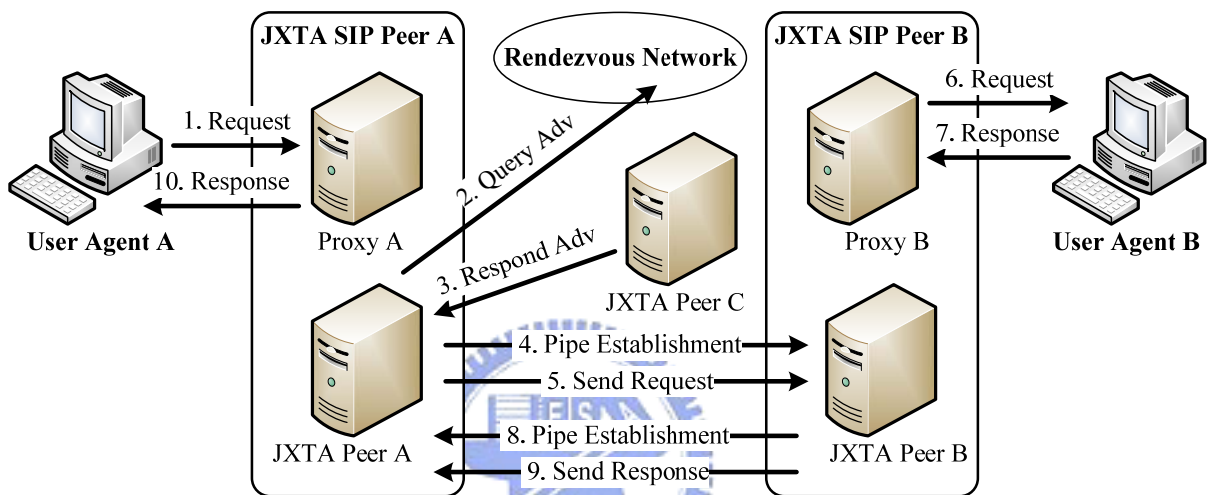 JXTA SIP Peer A
JXTA SIP Peer B
Rendezvous Network
6. Request
1. Request
7. Response
2. Query Adv
10. Response
User Agent A
Proxy A
Proxy B
User Agent B
3. Respond Adv
JXTA Peer C
4. Pipe Establishment
5. Send Request
8. Pipe Establishment
JXTA Peer A
JXTA Peer B
9. Send Response